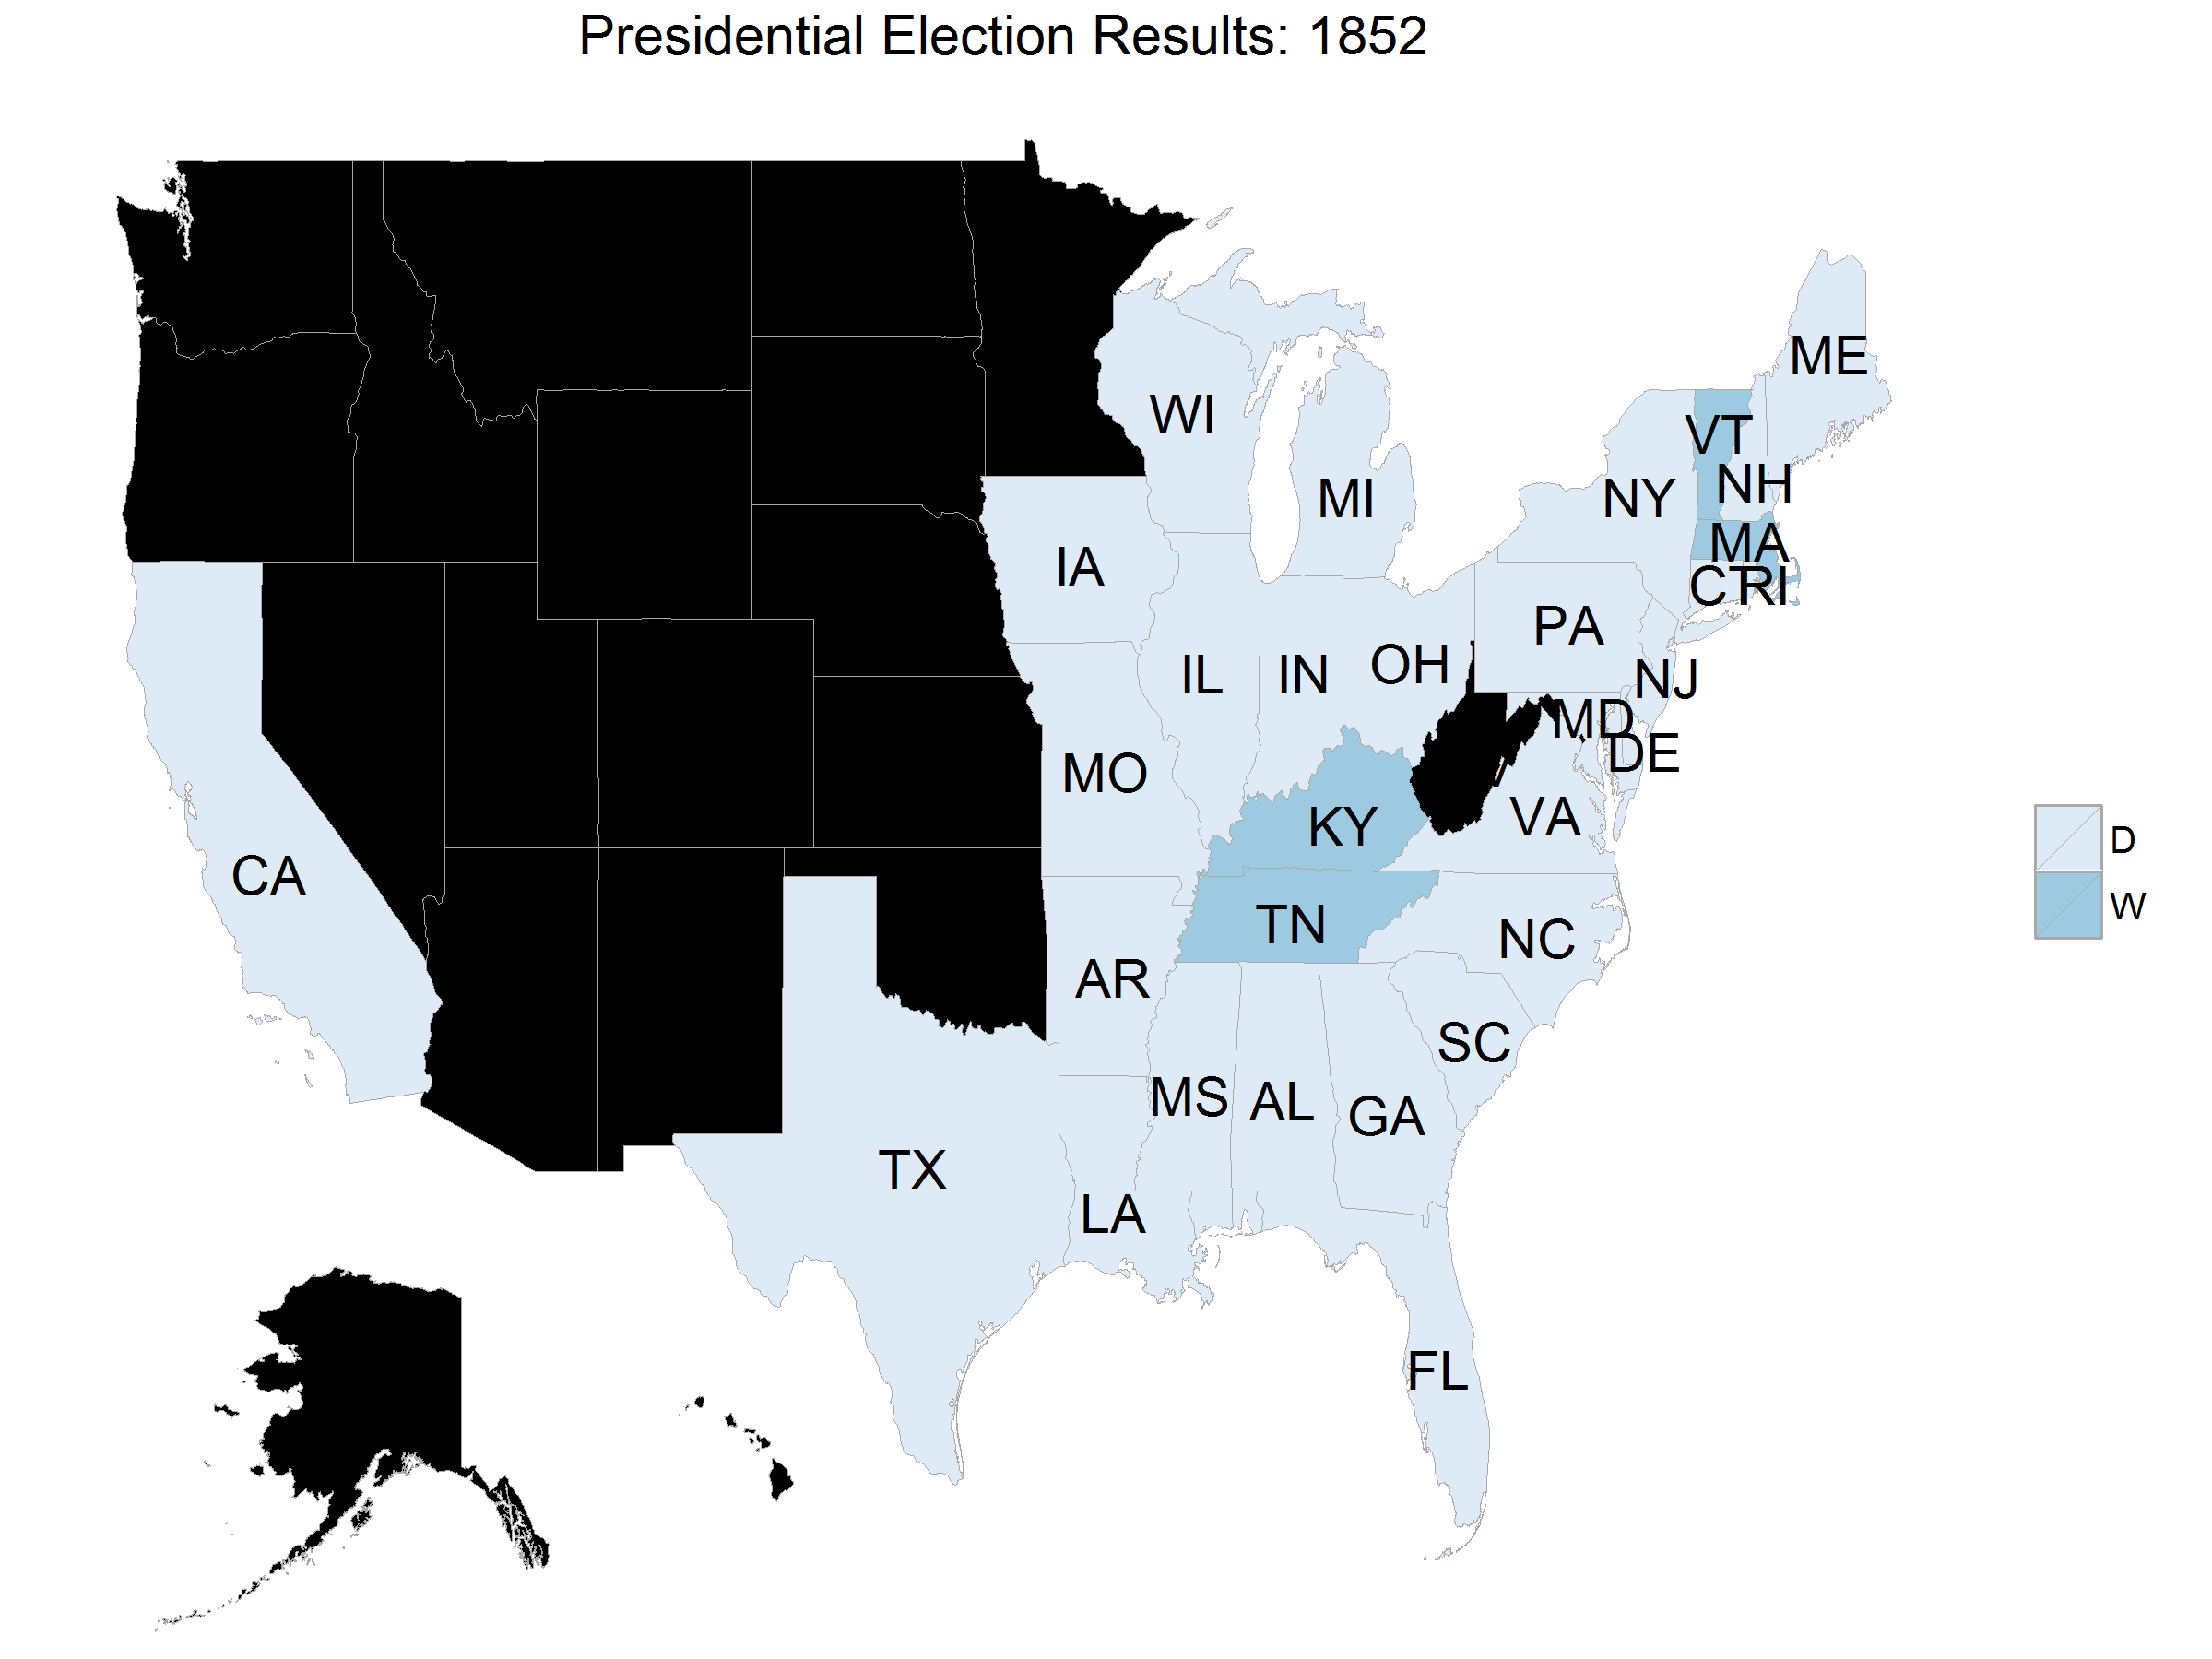 Presidential Election Results: 1852
ME
WI
VT
NH
MI
NY
MA
IA
CT
RI
PA
IL
IN
OH
NJ
MD
DE
MO
VA
KY
D
CA
W
TN
NC
AR
SC
MS
AL
GA
TX
LA
FL